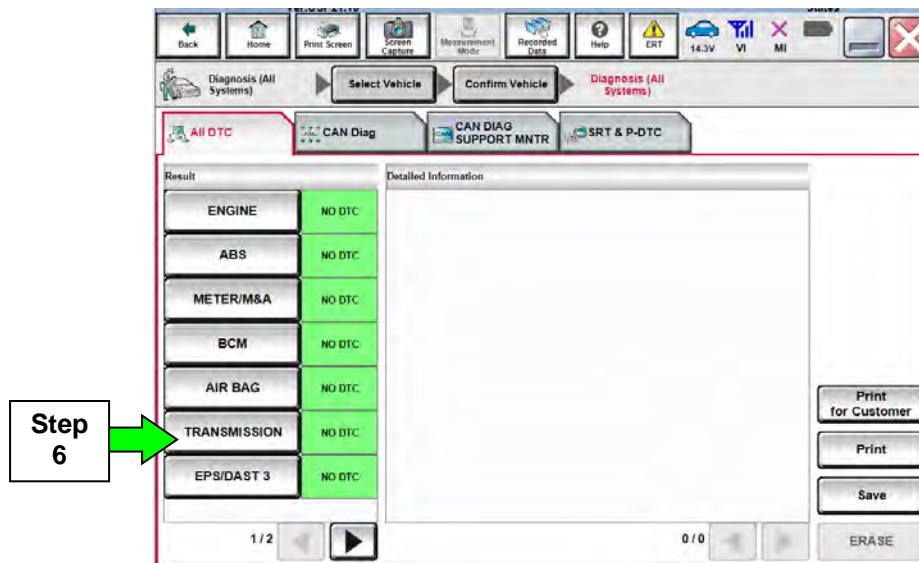 Back
Home
Print Screen
Screen
Capture
Measurement
Mode
Recorded
Data
Help
ERT
14.3V
VI
MI
Diagnosis (All
Systems)
Select Vehicle
Confirm Vehicle
Diagnosis (All
Systems)
All DTC
CAN Diag
CAN DIAG
SUPPORT MNTR
SRT & P-DTC
Result
Detailed Information
ENGINE
NO DTC
ABS
NO DTC
METER/M&A
NO DTC
BCM
NO DTC
AIR BAG
NO DTC
Step
6
TRANSMISSION
NO DTC
EPS/DAST 3
NO DTC
Print
for Customer
Print
Save
1/2
0/0
ERASE